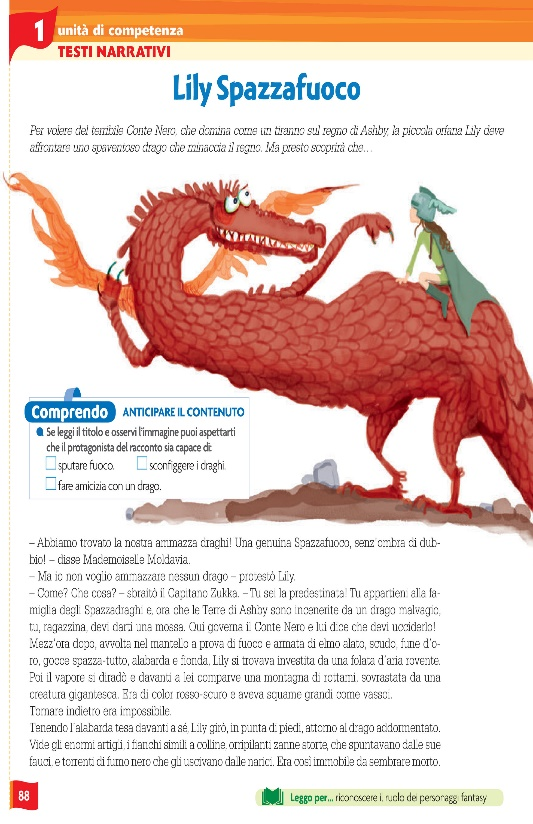 1
unità di competenza
TESTI NARRATIVI
Lily Spazzafuoco
Per volere del terribile Conte Nero, che domina come un tiranno sul regno di Ashby, la piccola orfana Lily deve
affrontare uno spaventoso drago che minaccia il regno. Ma presto scoprirà che...
Comprendo ANTICIPARE IL CONTENUTO
Se leggi il titolo e osservi l'immagine puoi aspettarti
che il protagonista del racconto sia capace di:
sputare fuoco. sconfiggere i draghi.
fare amicizia con un drago.
– Abbiamo trovato la nostra ammazza draghi! Una genuina Spazzafuoco, senz'ombra di dub-
bio! – disse Mademoiselle Moldavia.
– Ma io non voglio ammazzare nessun drago – protestò Lily.
– Come? Che cosa? – sbraitò il Capitano Zukka. – Tu sei la predestinata! Tu appartieni alla fa-
miglia degli Spazzadraghi e, ora che le Terre di Ashby sono incenerite da un drago malvagio,
tu, ragazzina, devi darti una mossa. Qui governa il Conte Nero e lui dice che devi ucciderlo!
Mezz'ora dopo, avvolta nel mantello a prova di fuoco e armata di elmo alato, scudo, fune d'o-
ro, gocce spazza-tutto, alabarda e fionda, Lily si trovava investita da una folata d'aria rovente.
Poi il vapore si diradò e davanti a lei comparve una montagna di rottami, sovrastata da una
creatura gigantesca. Era di color rosso-scuro e aveva squame grandi come vassoi.
Tornare indietro era impossibile.
Tenendo l'alabarda tesa davanti a sé, Lily girò, in punta di piedi, attorno al drago addormentato.
Vide gli enormi artigli, i fianchi simili a colline, orripilanti zanne storte, che spuntavano dalle sue
fauci, e torrenti di fumo nero che gli uscivano dalle narici. Era così immobile da sembrare morto.
88
Leggo per... riconoscere il ruolo dei personaggi fantasy